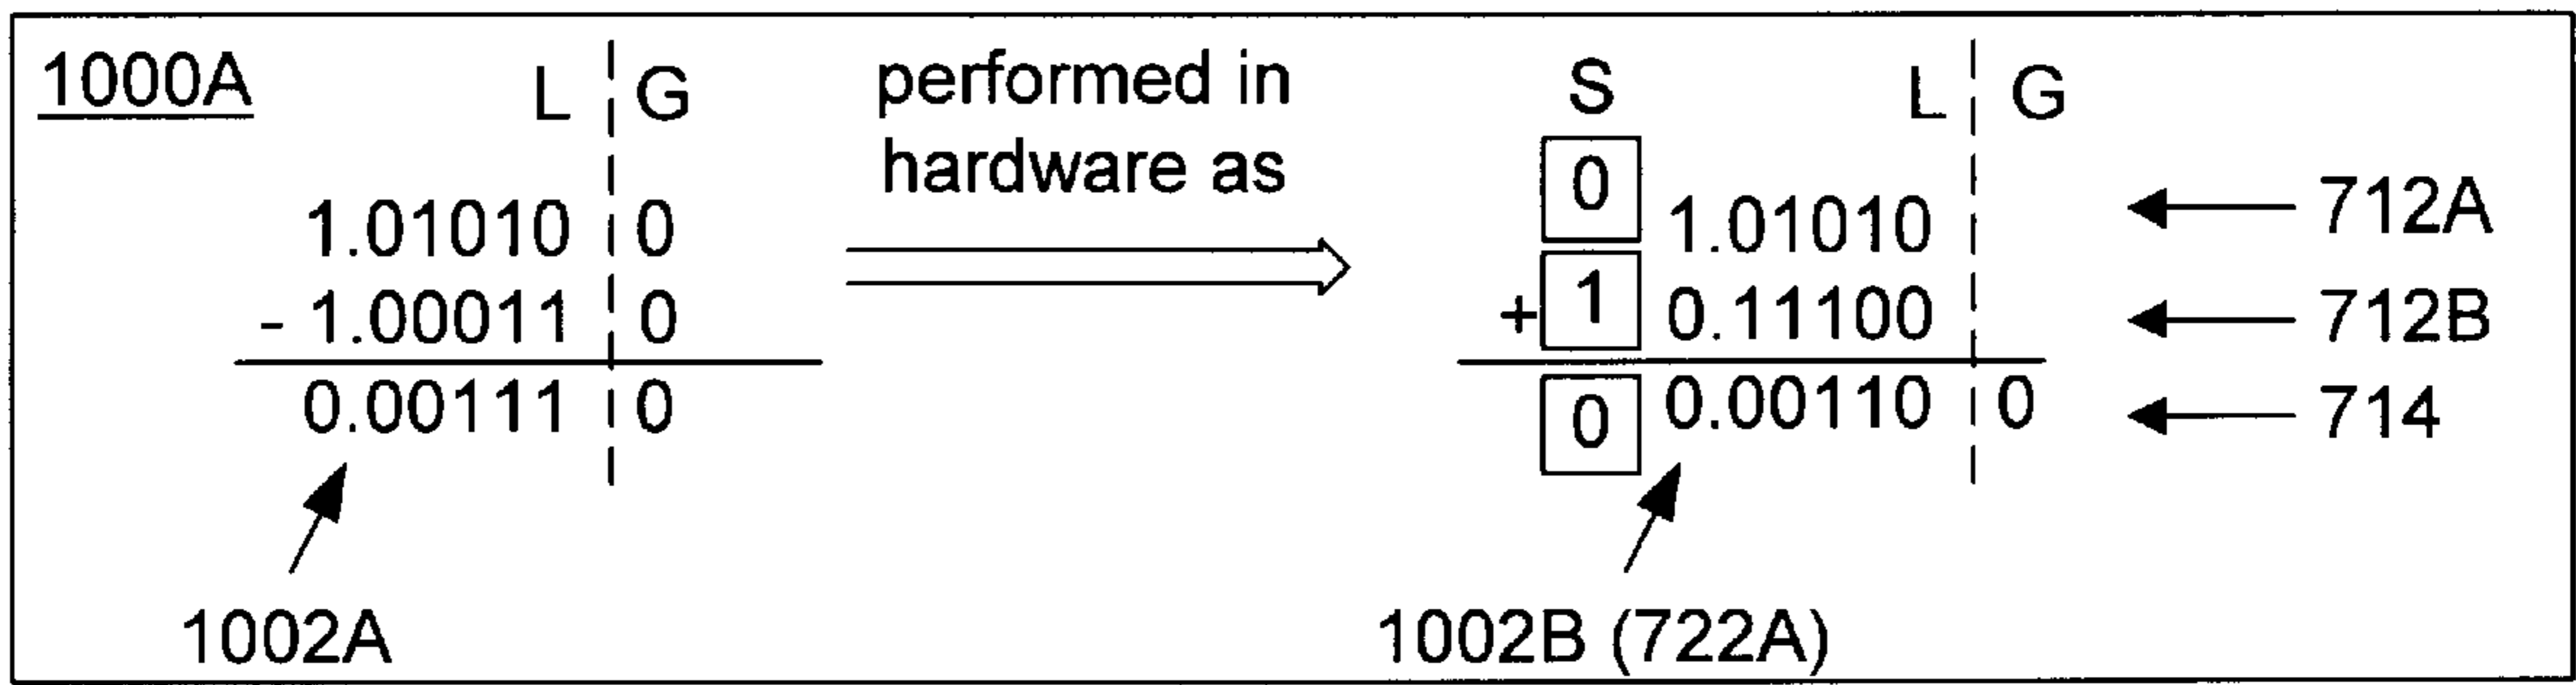 1000A
L G
1.01010 0
- 1.00011 0
0.00111 0
1002A
performed in
hardware as
S L G
0 1.01010
+ 1 0.11100
0 0.00110 0
1002B (722A)
712A
712B
714